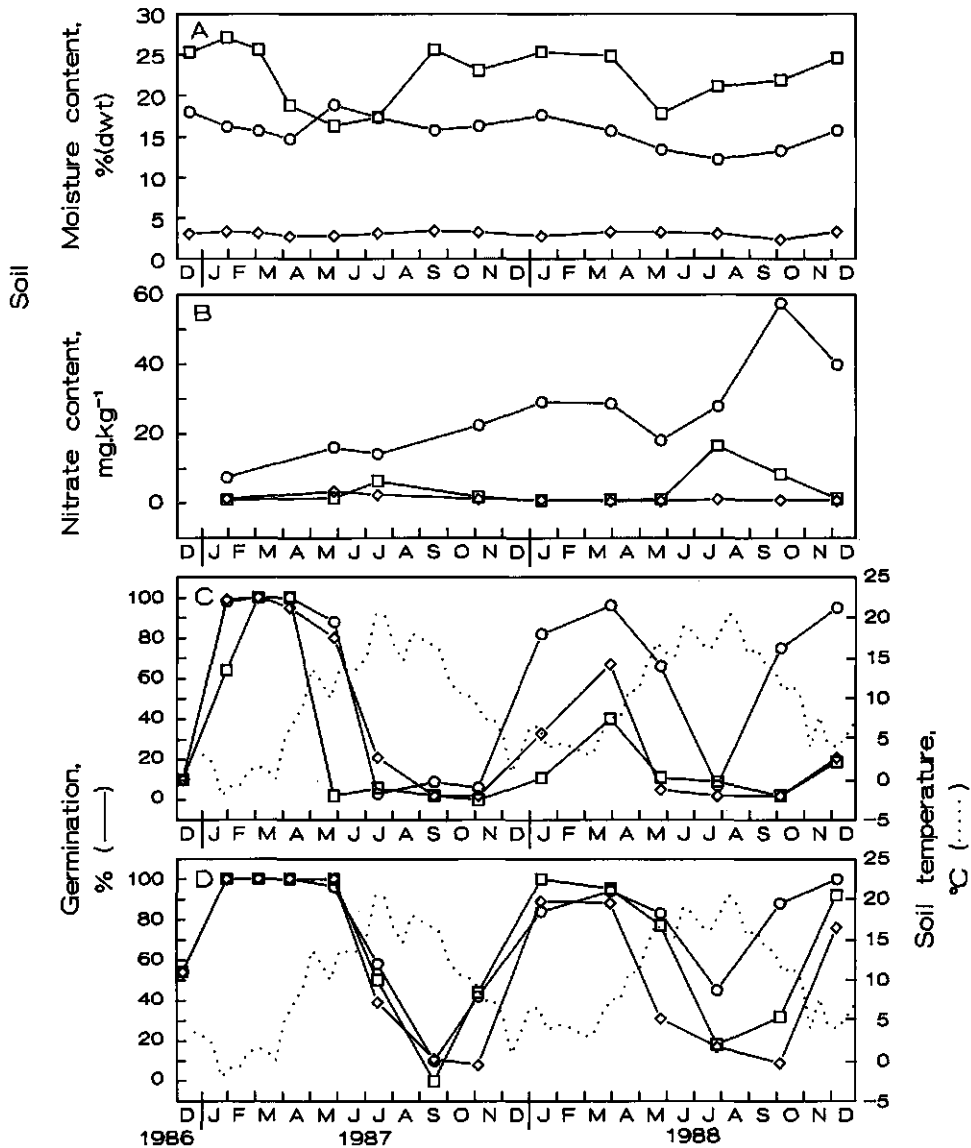 Soil
Moisture content,
%(dwt)
A
30
25
20
15
10
5
0
D J F M A M J J A S O N D J F M A M J J A S O N D
Nitrate content,
mg.kg⁻¹
B
60
40
20
0
D J F M A M J J A S O N D J F M A M J J A S O N D
Germination,
% (——)
Soil temperature,
°C (.....)
C
100
80
60
40
20
0
25
20
15
10
5
0
−5
D J F M A M J J A S O N D J F M A M J J A S O N D
D
100
80
60
40
20
0
25
20
15
10
5
0
−5
D J F M A M J J A S O N D J F M A M J J A S O N D
1986 1987 1988